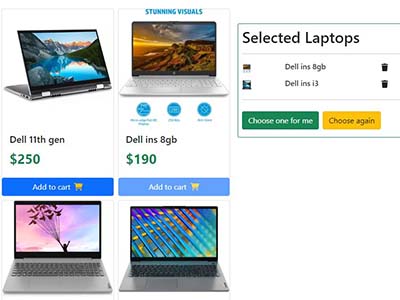 STUNNING VISUALS
Dell 11th gen
$250
Add to cart
Dell ins 8gb
$190
Add to cart
Selected Laptops
Dell ins 8gb
Dell ins i3
Choose one for me
Choose again